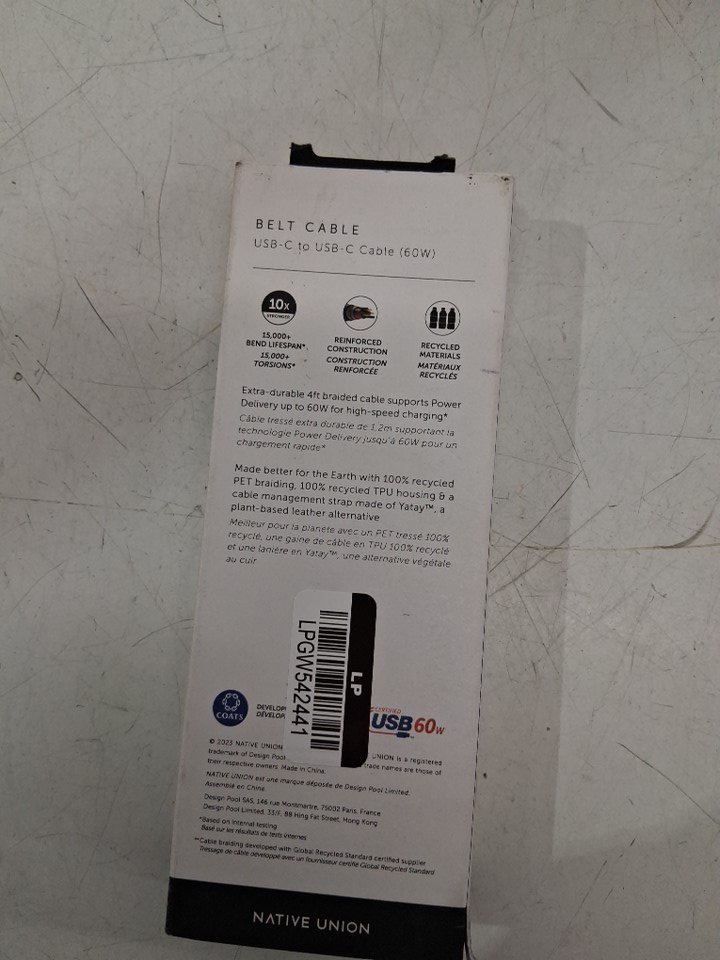 BELT CABLE
USB-C to USB-C Cable (60W)
10x
STRONGER
15,000+
BEND LIFESPAN*
15,000+
TORSIONS*
REINFORCED
CONSTRUCTION
CONSTRUCTION
RENFORCÉE
RECYCLED
MATERIALS
MATÉRIAUX
RECYCLÉS
Extra-durable 4ft braided cable supports Power
Delivery up to 60W for high-speed charging*
Câble tressé extra durable de 1,2m supportant la
technologie Power Delivery jusqu'à 60W pour un
chargement rapide*
Made better for the Earth with 100% recycled
PET braiding, 100% recycled TPU housing & a
cable management strap made of Yatay™, a
plant-based leather alternative
Meilleur pour la planète avec un PET tressé 100%
recyclé, une gaine de câble en TPU 100% recyclé
et une lanière en Yatay™, une alternative végétale
au cuir
LP
LPGW542441
COATS
DEVELOP
DÉVELOP
CERTIFIED
USB 60W
© 2023 NATIVE UNION UNION is a registered
trademark of Design Pool trade names are those of
their respective owners. Made in China.
NATIVE UNION est une marque déposée de Design Pool Limited.
Assemblé en Chine.
Design Pool SAS, 146 rue Montmartre, 75002 Paris, France
Design Pool Limited, 33/F, 88 Hing Fat Street, Hong Kong
*Based on internal testing
Basé sur les résultats de tests internes
**Cable braiding developed with Global Recycled Standard certified supplier
Tressage de câble développé avec un fournisseur certifié Global Recycled Standard
NATIVE UNION